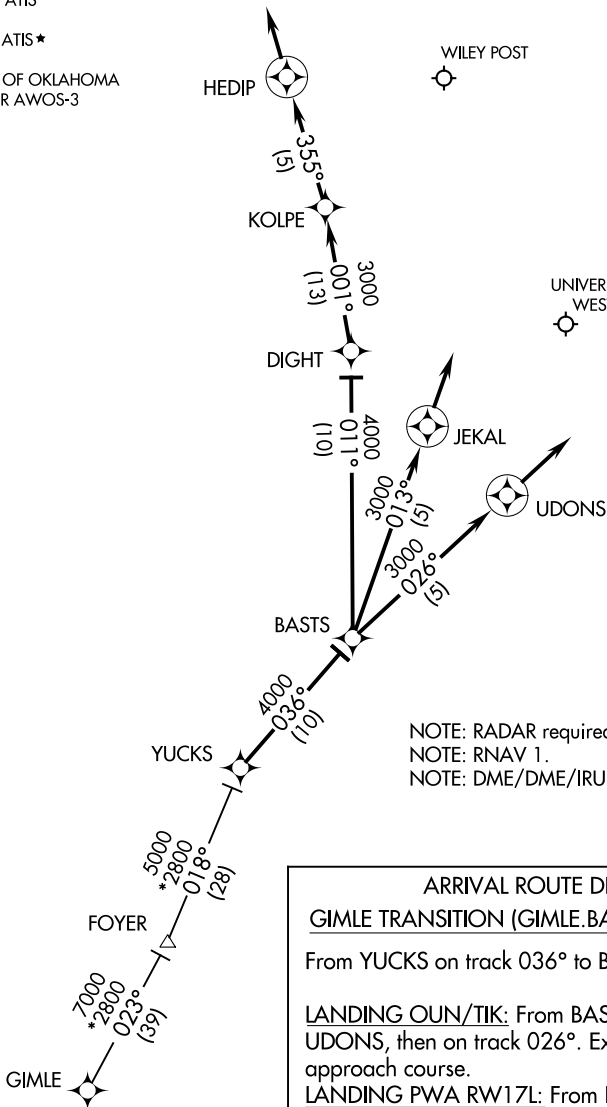 ATIS
ATIS★
OF OKLAHOMA
R AWOS-3
WILEY POST
HEDIP
355°
(5)
KOLPE
3000
001°
(13)
UNIVER
WES
DIGHT
4000
011°
(10)
JEKAL
3000
013°
(5)
UDONS
3000
026°
(5)
BASTS
4000
036°
(10)
NOTE: RADAR required
NOTE: RNAV 1.
NOTE: DME/DME/IRU
YUCKS
5000
*2800
018°
(28)
FOYER
7000
*2800
023°
(39)
GIMLE
ARRIVAL ROUTE DE
GIMLE TRANSITION (GIMLE.BA
From YUCKS on track 036° to B
LANDING OUN/TIK: From BAS
UDONS, then on track 026°. Ex
approach course.
LANDING PWA RW17L: From